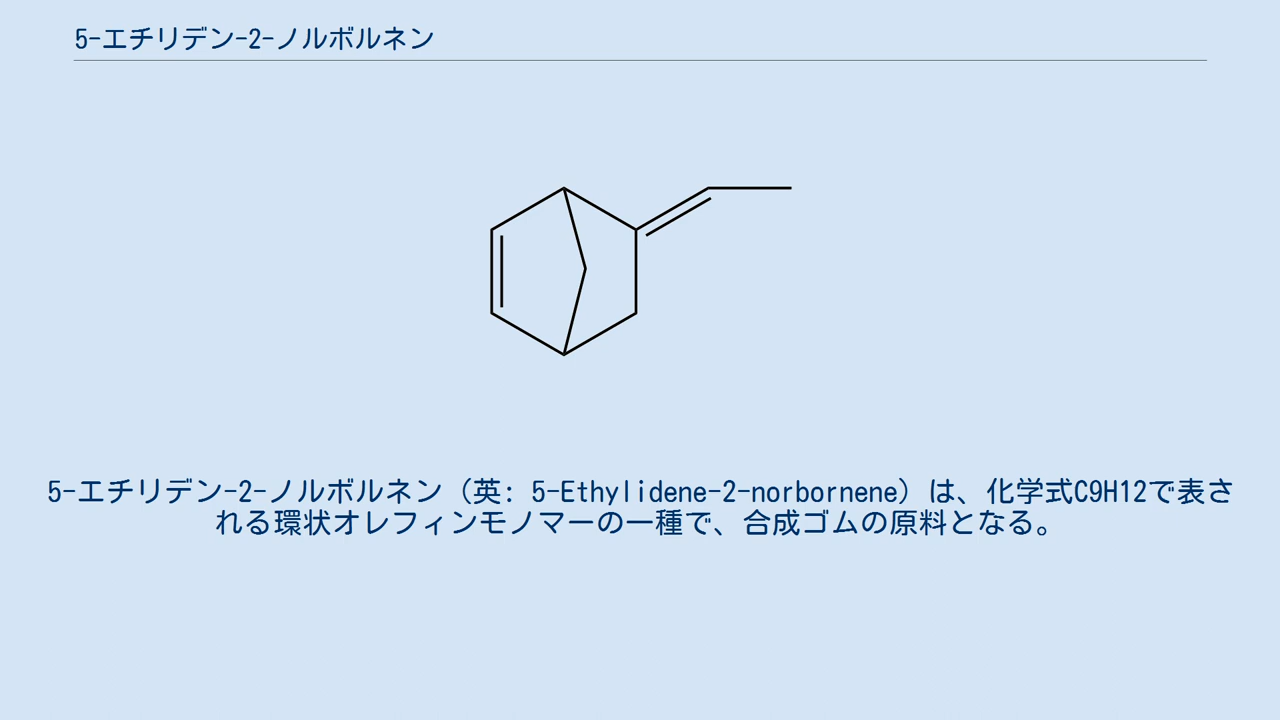 5-エチリデン-2-ノルボルネン
5-エチリデン-2-ノルボルネン（英: 5-Ethylidene-2-norbornene）は、化学式C9H12で表さ
れる環状オレフィンモノマーの一種で、合成ゴムの原料となる。